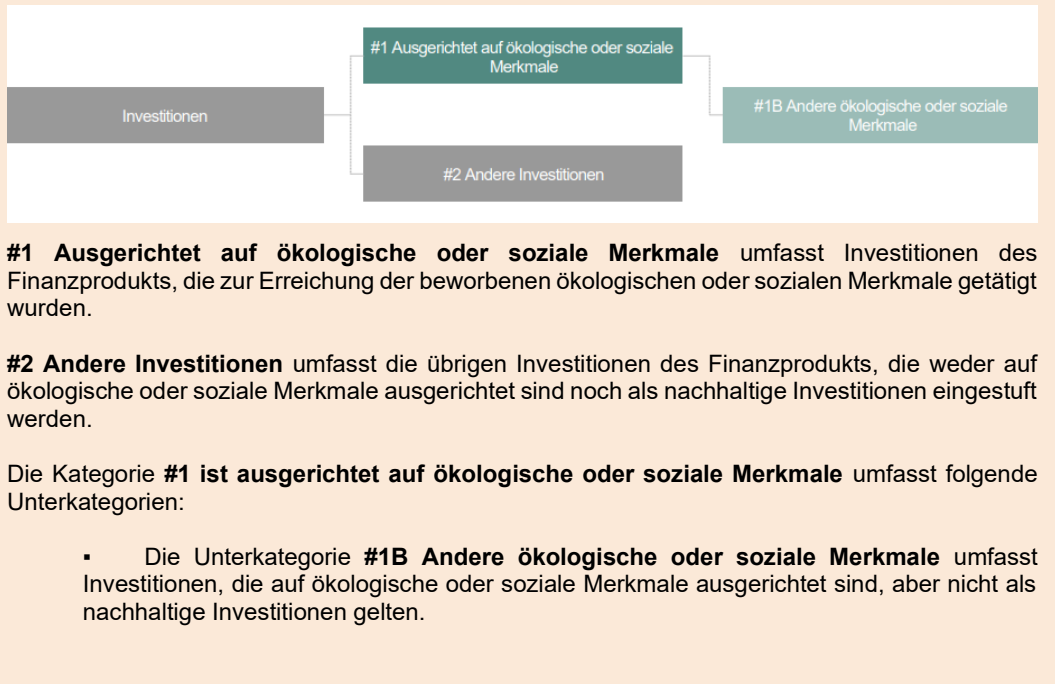 #1 Ausgerichtet auf ökologische oder soziale
Merkmale
Investitionen
#1B Andere ökologische oder soziale
Merkmale
#2 Andere Investitionen
#1 Ausgerichtet auf ökologische oder soziale Merkmale umfasst Investitionen des
Finanzprodukts, die zur Erreichung der beworbenen ökologischen oder sozialen Merkmale getätigt
wurden.
#2 Andere Investitionen umfasst die übrigen Investitionen des Finanzprodukts, die weder auf
ökologische oder soziale Merkmale ausgerichtet sind noch als nachhaltige Investitionen eingestuft
werden.
Die Kategorie #1 ist ausgerichtet auf ökologische oder soziale Merkmale umfasst folgende
Unterkategorien:
▪ Die Unterkategorie #1B Andere ökologische oder soziale Merkmale umfasst
Investitionen, die auf ökologische oder soziale Merkmale ausgerichtet sind, aber nicht als
nachhaltige Investitionen gelten.